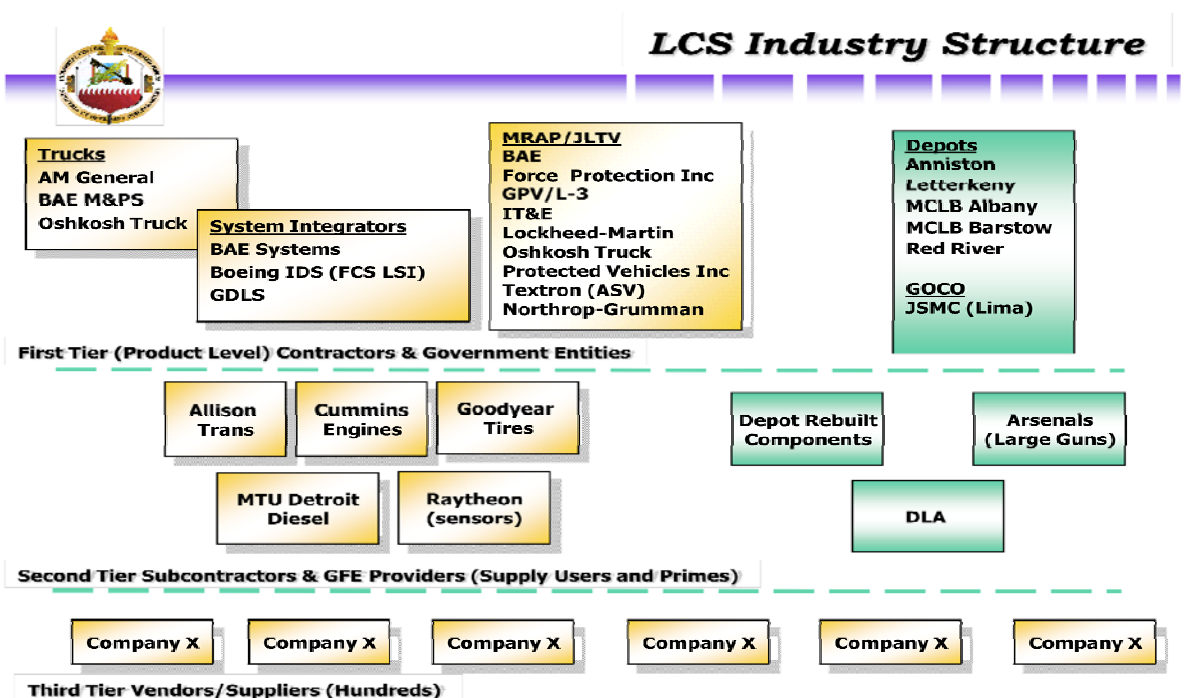 LCS Industry Structure
Trucks
AM General
BAE M&PS
Oshkosh Truck
System Integrators
BAE Systems
Boeing IDS (FCS LSI)
GDLS
MRAP/JLTV
BAE
Force Protection Inc
GPV/L-3
IT&E
Lockheed-Martin
Oshkosh Truck
Protected Vehicles Inc
Textron (ASV)
Northrop-Grumman
Depots
Anniston
Letterkeny
MCLB Albany
MCLB Barstow
Red River
GOCO
JSMC (Lima)
First Tier (Product Level) Contractors & Government Entities
Allison
Trans
Cummins
Engines
Goodyear
Tires
Depot Rebuilt
Components
Arsenals
(Large Guns)
MTU Detroit
Diesel
Raytheon
(sensors)
DLA
Second Tier Subcontractors & GFE Providers (Supply Users and Primes)
Company X
Company X
Company X
Company X
Company X
Company X
Third Tier Vendors/Suppliers (Hundreds)